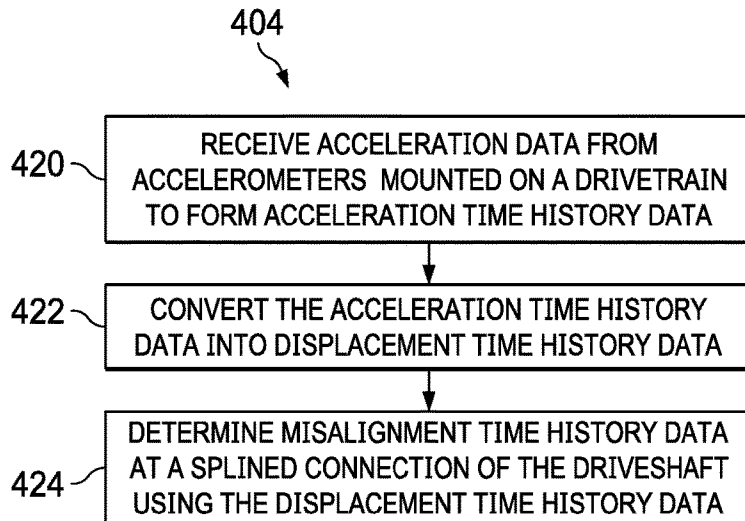 404
420
RECEIVE ACCELERATION DATA FROM
ACCELEROMETERS MOUNTED ON A DRIVETRAIN
TO FORM ACCELERATION TIME HISTORY DATA
422
CONVERT THE ACCELERATION TIME HISTORY
DATA INTO DISPLACEMENT TIME HISTORY DATA
424
DETERMINE MISALIGNMENT TIME HISTORY DATA
AT A SPLINED CONNECTION OF THE DRIVESHAFT
USING THE DISPLACEMENT TIME HISTORY DATA